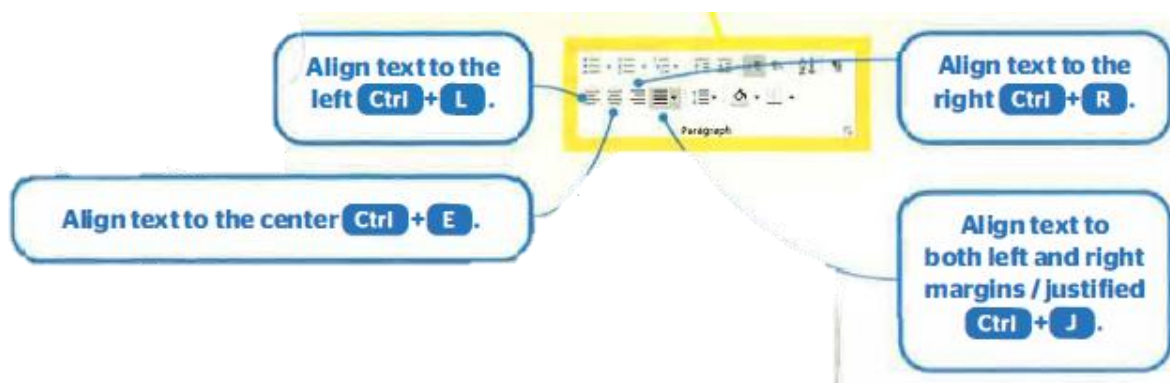 Align text to the
left Ctrl + L .
Align text to the
right Ctrl + R .
Paragraph
Align text to the center Ctrl + E .
Align text to
both left and right
margins / justified
Ctrl + J .